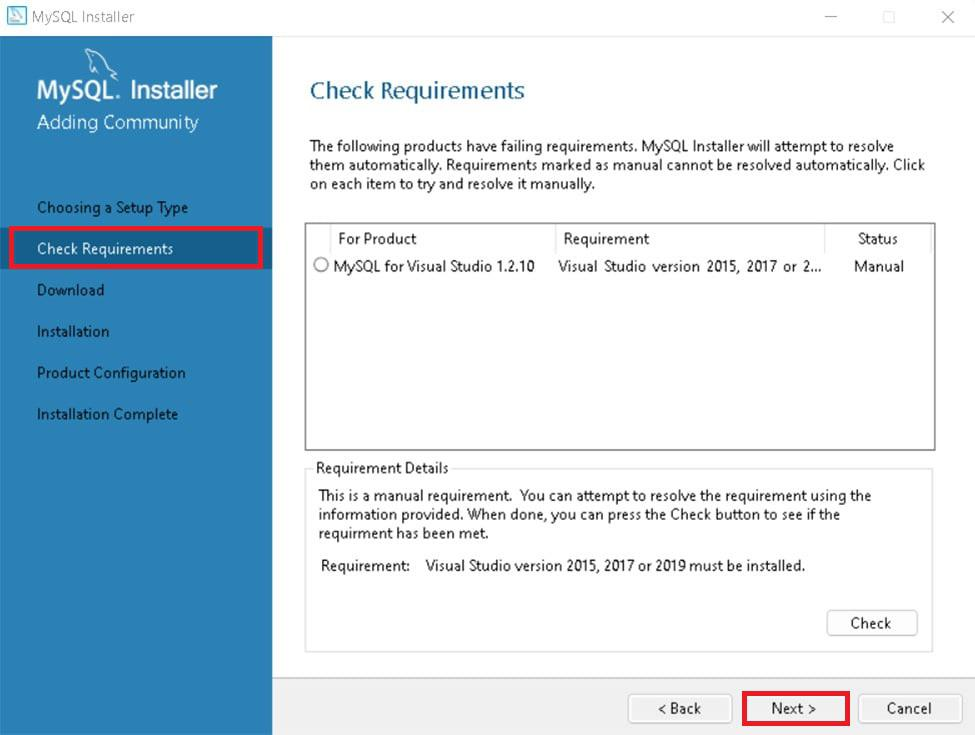 MySQL Installer
MySQL. Installer
Adding Community
Choosing a Setup Type
Check Requirements
Download
Installation
Product Configuration
Installation Complete
Check Requirements
The following products have failing requirements. MySQL Installer will attempt to resolve
them automatically. Requirements marked as manual cannot be resolved automatically. Click
on each item to try and resolve it manually.
For Product Requirement Status
MySQL for Visual Studio 1.2.10 Visual Studio version 2015, 2017 or 2... Manual
Requirement Details
This is a manual requirement. You can attempt to resolve the requirement using the
information provided. When done, you can press the Check button to see if the
requirment has been met.
Requirement: Visual Studio version 2015, 2017 or 2019 must be installed.
Check
< Back Next > Cancel